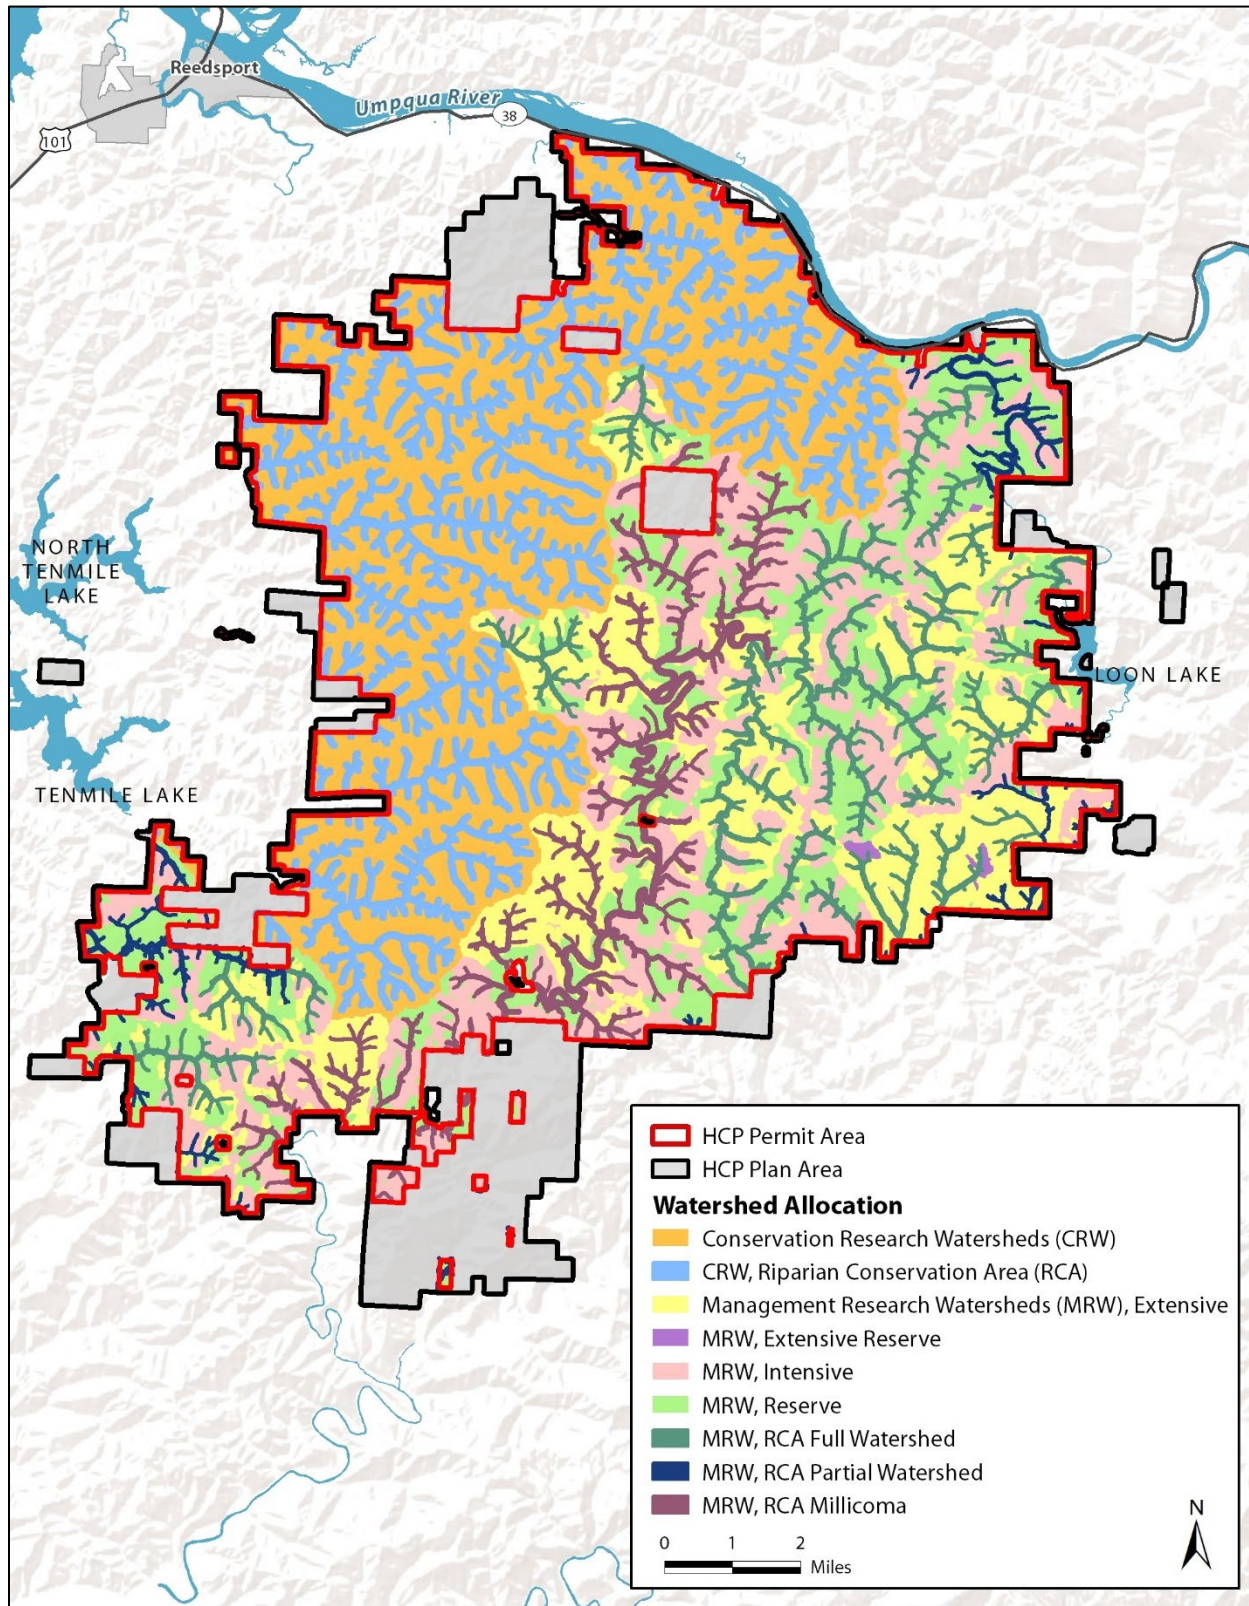 Reedsport
Umpqua River
38
101
NORTH
TENMILE
LAKE
LOON LAKE
TENMILE LAKE
HCP Permit Area
HCP Plan Area
Watershed Allocation
Conservation Research Watersheds (CRW)
CRW, Riparian Conservation Area (RCA)
Management Research Watersheds (MRW), Extensive
MRW, Extensive Reserve
MRW, Intensive
MRW, Reserve
MRW, RCA Full Watershed
MRW, RCA Partial Watershed
MRW, RCA Millicoma
N
0 1 2
Miles